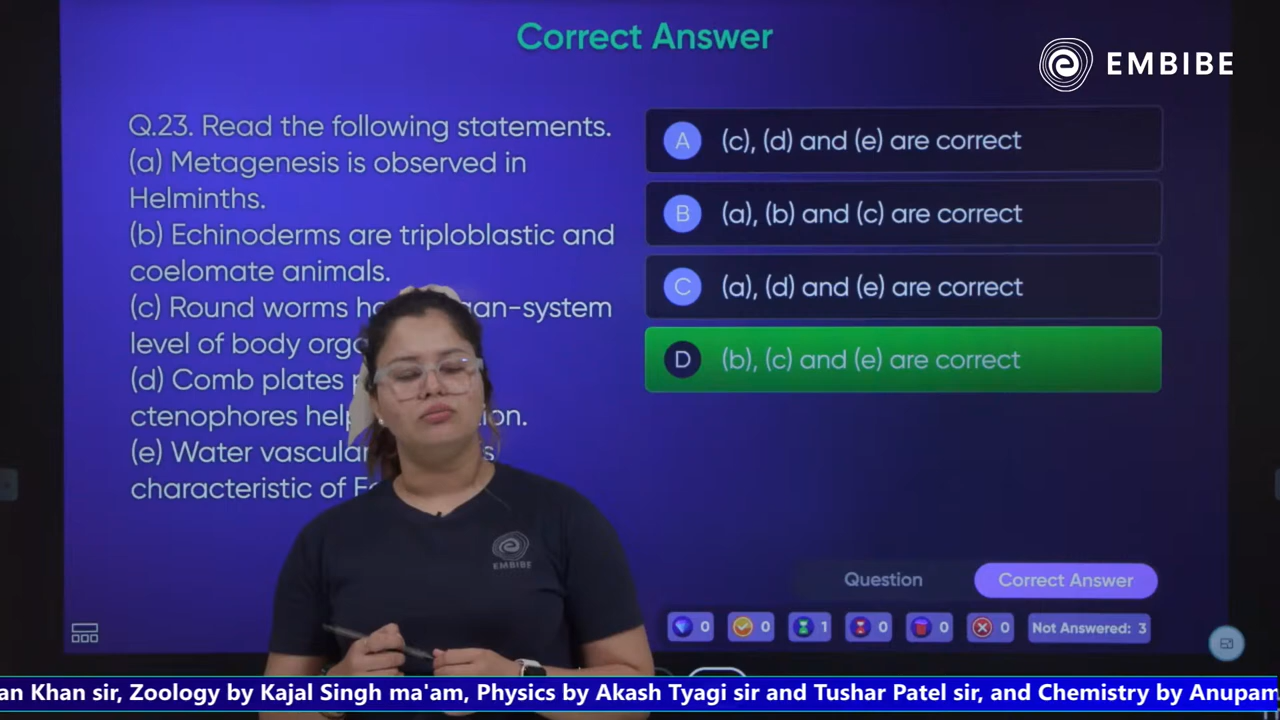 Correct Answer
EMBIBE
Q.23. Read the following statements.
(a) Metagenesis is observed in
Helminths.
(b) Echinoderms are triploblastic and
coelomate animals.
(c) Round worms -system
level of body
(d) Comb plates
ctenophores
(e) Water
characteristic of
A (c), (d) and (e) are correct
B (a), (b) and (c) are correct
C (a), (d) and (e) are correct
D (b), (c) and (e) are correct
EMBIBE
Question Correct Answer
0 0 1 0 0 0 Not Answered: 3
Khan sir, Zoology by Kajal Singh ma'am, Physics by Akash Tyagi sir and Tushar Patel sir, and Chemistry by Anupam